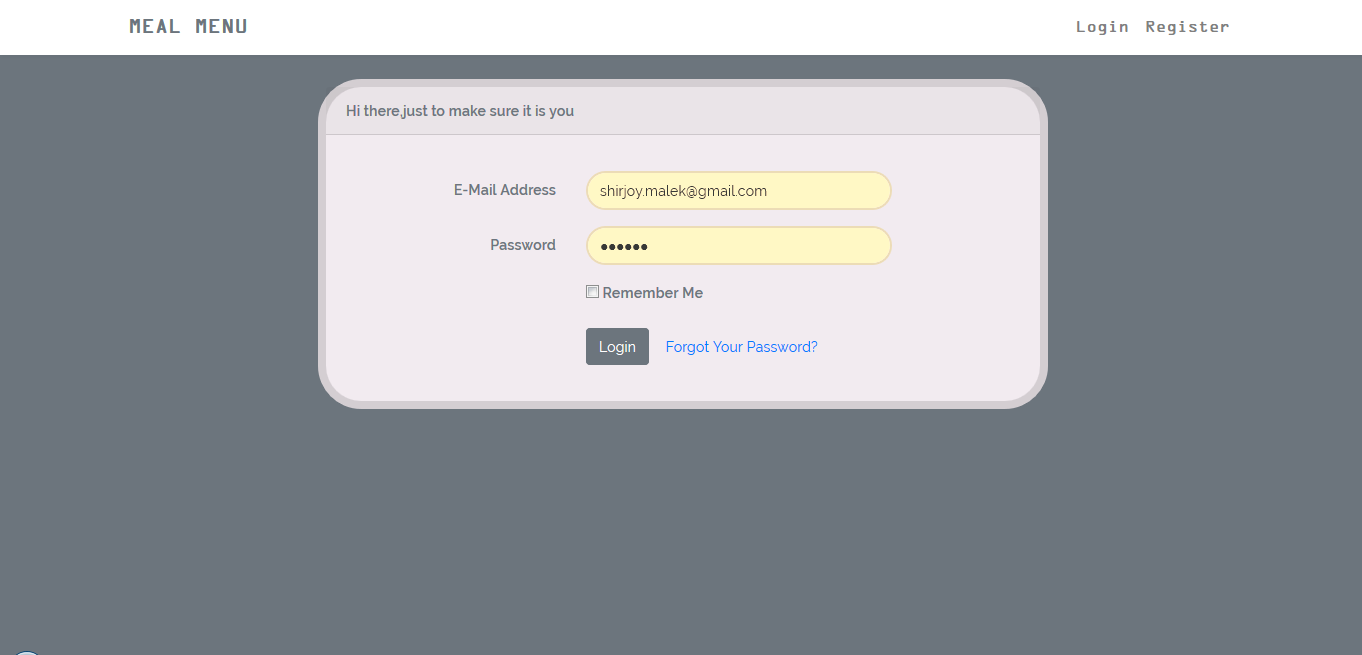 MEAL MENU
Login Register
Hi there,just to make sure it is you
E-Mail Address
shirjoy.malek@gmail.com
Password
●●●●●●
Remember Me
Login
Forgot Your Password?